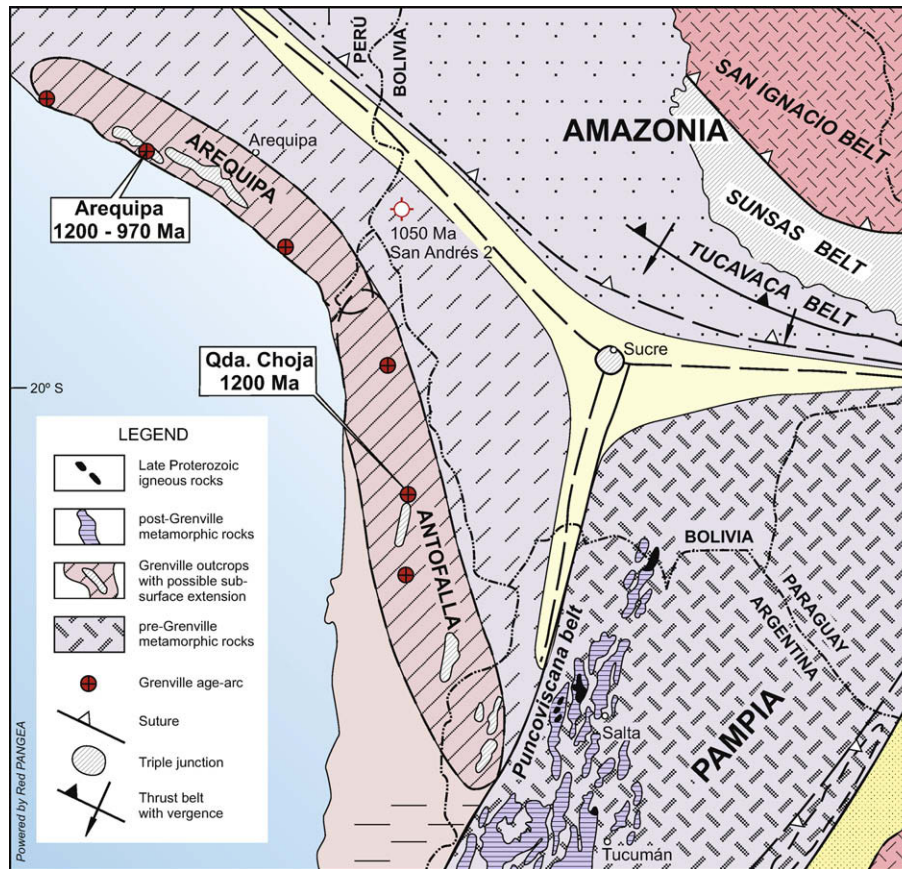 PERÚ
BOLIVIA
SAN IGNACIO BELT
AMAZONIA
SUNSAS BELT
AREQUIPA
Arequipa
Arequipa
1200 - 970 Ma
1050 Ma
San Andrés 2
TUCAVACA BELT
Sucre
Qda. Choja
1200 Ma
20º S
LEGEND
Late Proterozoic
igneous rocks
post-Grenville
metamorphic rocks
Grenville outcrops
with possible sub-
surface extension
pre-Grenville
metamorphic rocks
Grenville age-arc
Suture
Triple junction
Thrust belt
with vergence
ANTOFALLA
BOLIVIA
PARAGUAY
ARGENTINA
Puncoviscana belt
PAMPIA
Salta
Tucumán
Powered by Red PANGEA